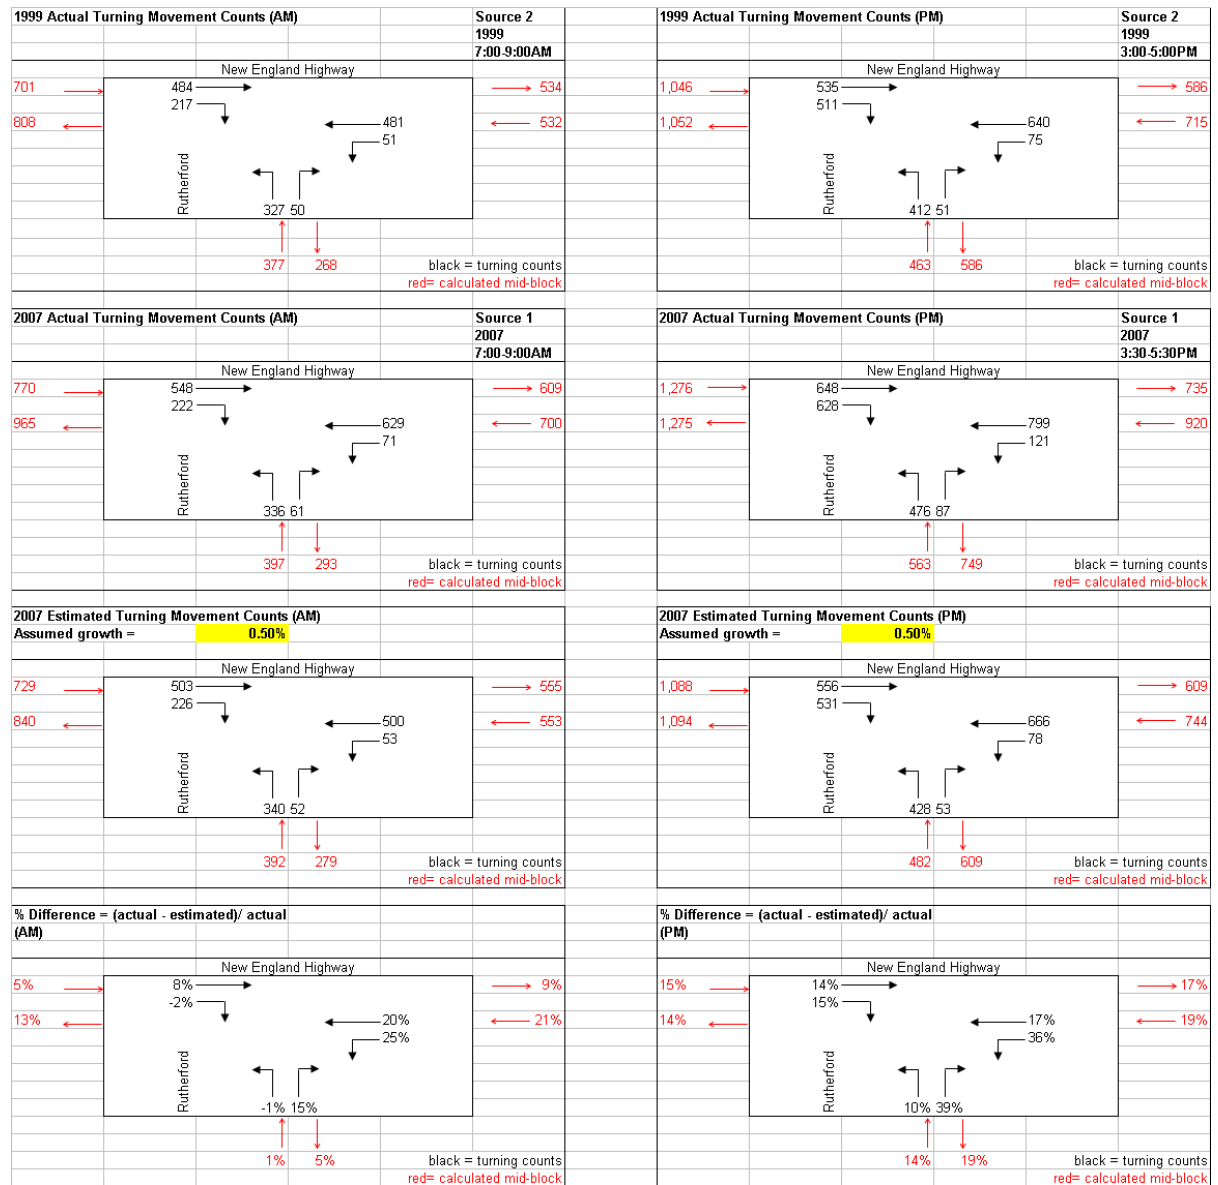 1999 Actual Turning Movement Counts (AM) Source 2
1999
7:00-9:00AM
New England Highway
701 484 534
217
808 481 532
51
Rutherford
327 50
377 268 black = turning counts
red= calculated mid-block
1999 Actual Turning Movement Counts (PM) Source 2
1999
3:00-5:00PM
New England Highway
1,046 535 586
511
1,052 640 715
75
Rutherford
412 51
463 586 black = turning counts
red= calculated mid-block
2007 Actual Turning Movement Counts (AM) Source 1
2007
7:00-9:00AM
New England Highway
770 548 609
222
965 629 700
71
Rutherford
336 61
397 293 black = turning counts
red= calculated mid-block
2007 Actual Turning Movement Counts (PM) Source 1
2007
3:30-5:30PM
New England Highway
1,276 648 735
628
1,275 799 920
121
Rutherford
476 87
563 749 black = turning counts
red= calculated mid-block
2007 Estimated Turning Movement Counts (AM)
Assumed growth = 0.50%
New England Highway
729 503 555
226
840 500 553
53
Rutherford
340 52
392 279 black = turning counts
red= calculated mid-block
2007 Estimated Turning Movement Counts (PM)
Assumed growth = 0.50%
New England Highway
1,088 556 609
531
1,094 666 744
78
Rutherford
428 53
482 609 black = turning counts
red= calculated mid-block
% Difference = (actual - estimated)/ actual
(AM)
New England Highway
5% 8% 9%
-2%
13% 20% 21%
25%
Rutherford
-1% 15%
1% 5% black = turning counts
red= calculated mid-block
% Difference = (actual - estimated)/ actual
(PM)
New England Highway
15% 14% 17%
15%
14% 17% 19%
36%
Rutherford
10% 39%
14% 19% black = turning counts
red= calculated mid-block